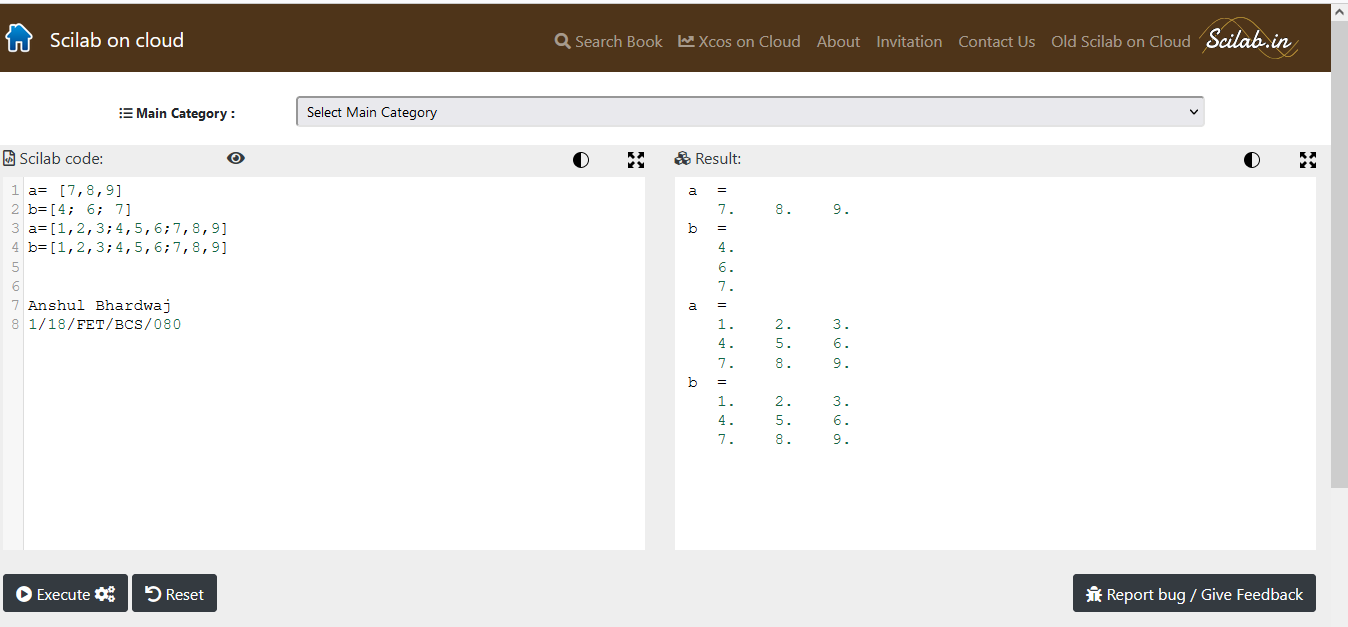 Scilab on cloud
Search Book Xcos on Cloud About Invitation Contact Us Old Scilab on Cloud Scilab.in
Main Category :
Select Main Category
Scilab code:
1 a= [7,8,9]
2 b=[4; 6; 7]
3 a=[1,2,3;4,5,6;7,8,9]
4 b=[1,2,3;4,5,6;7,8,9]
5
6
7 Anshul Bhardwaj
8 1/18/FET/BCS/080
Result:
a =
7. 8. 9.
b =
4.
6.
7.
a =
1. 2. 3.
4. 5. 6.
7. 8. 9.
b =
1. 2. 3.
4. 5. 6.
7. 8. 9.
Execute Reset
Report bug / Give Feedback